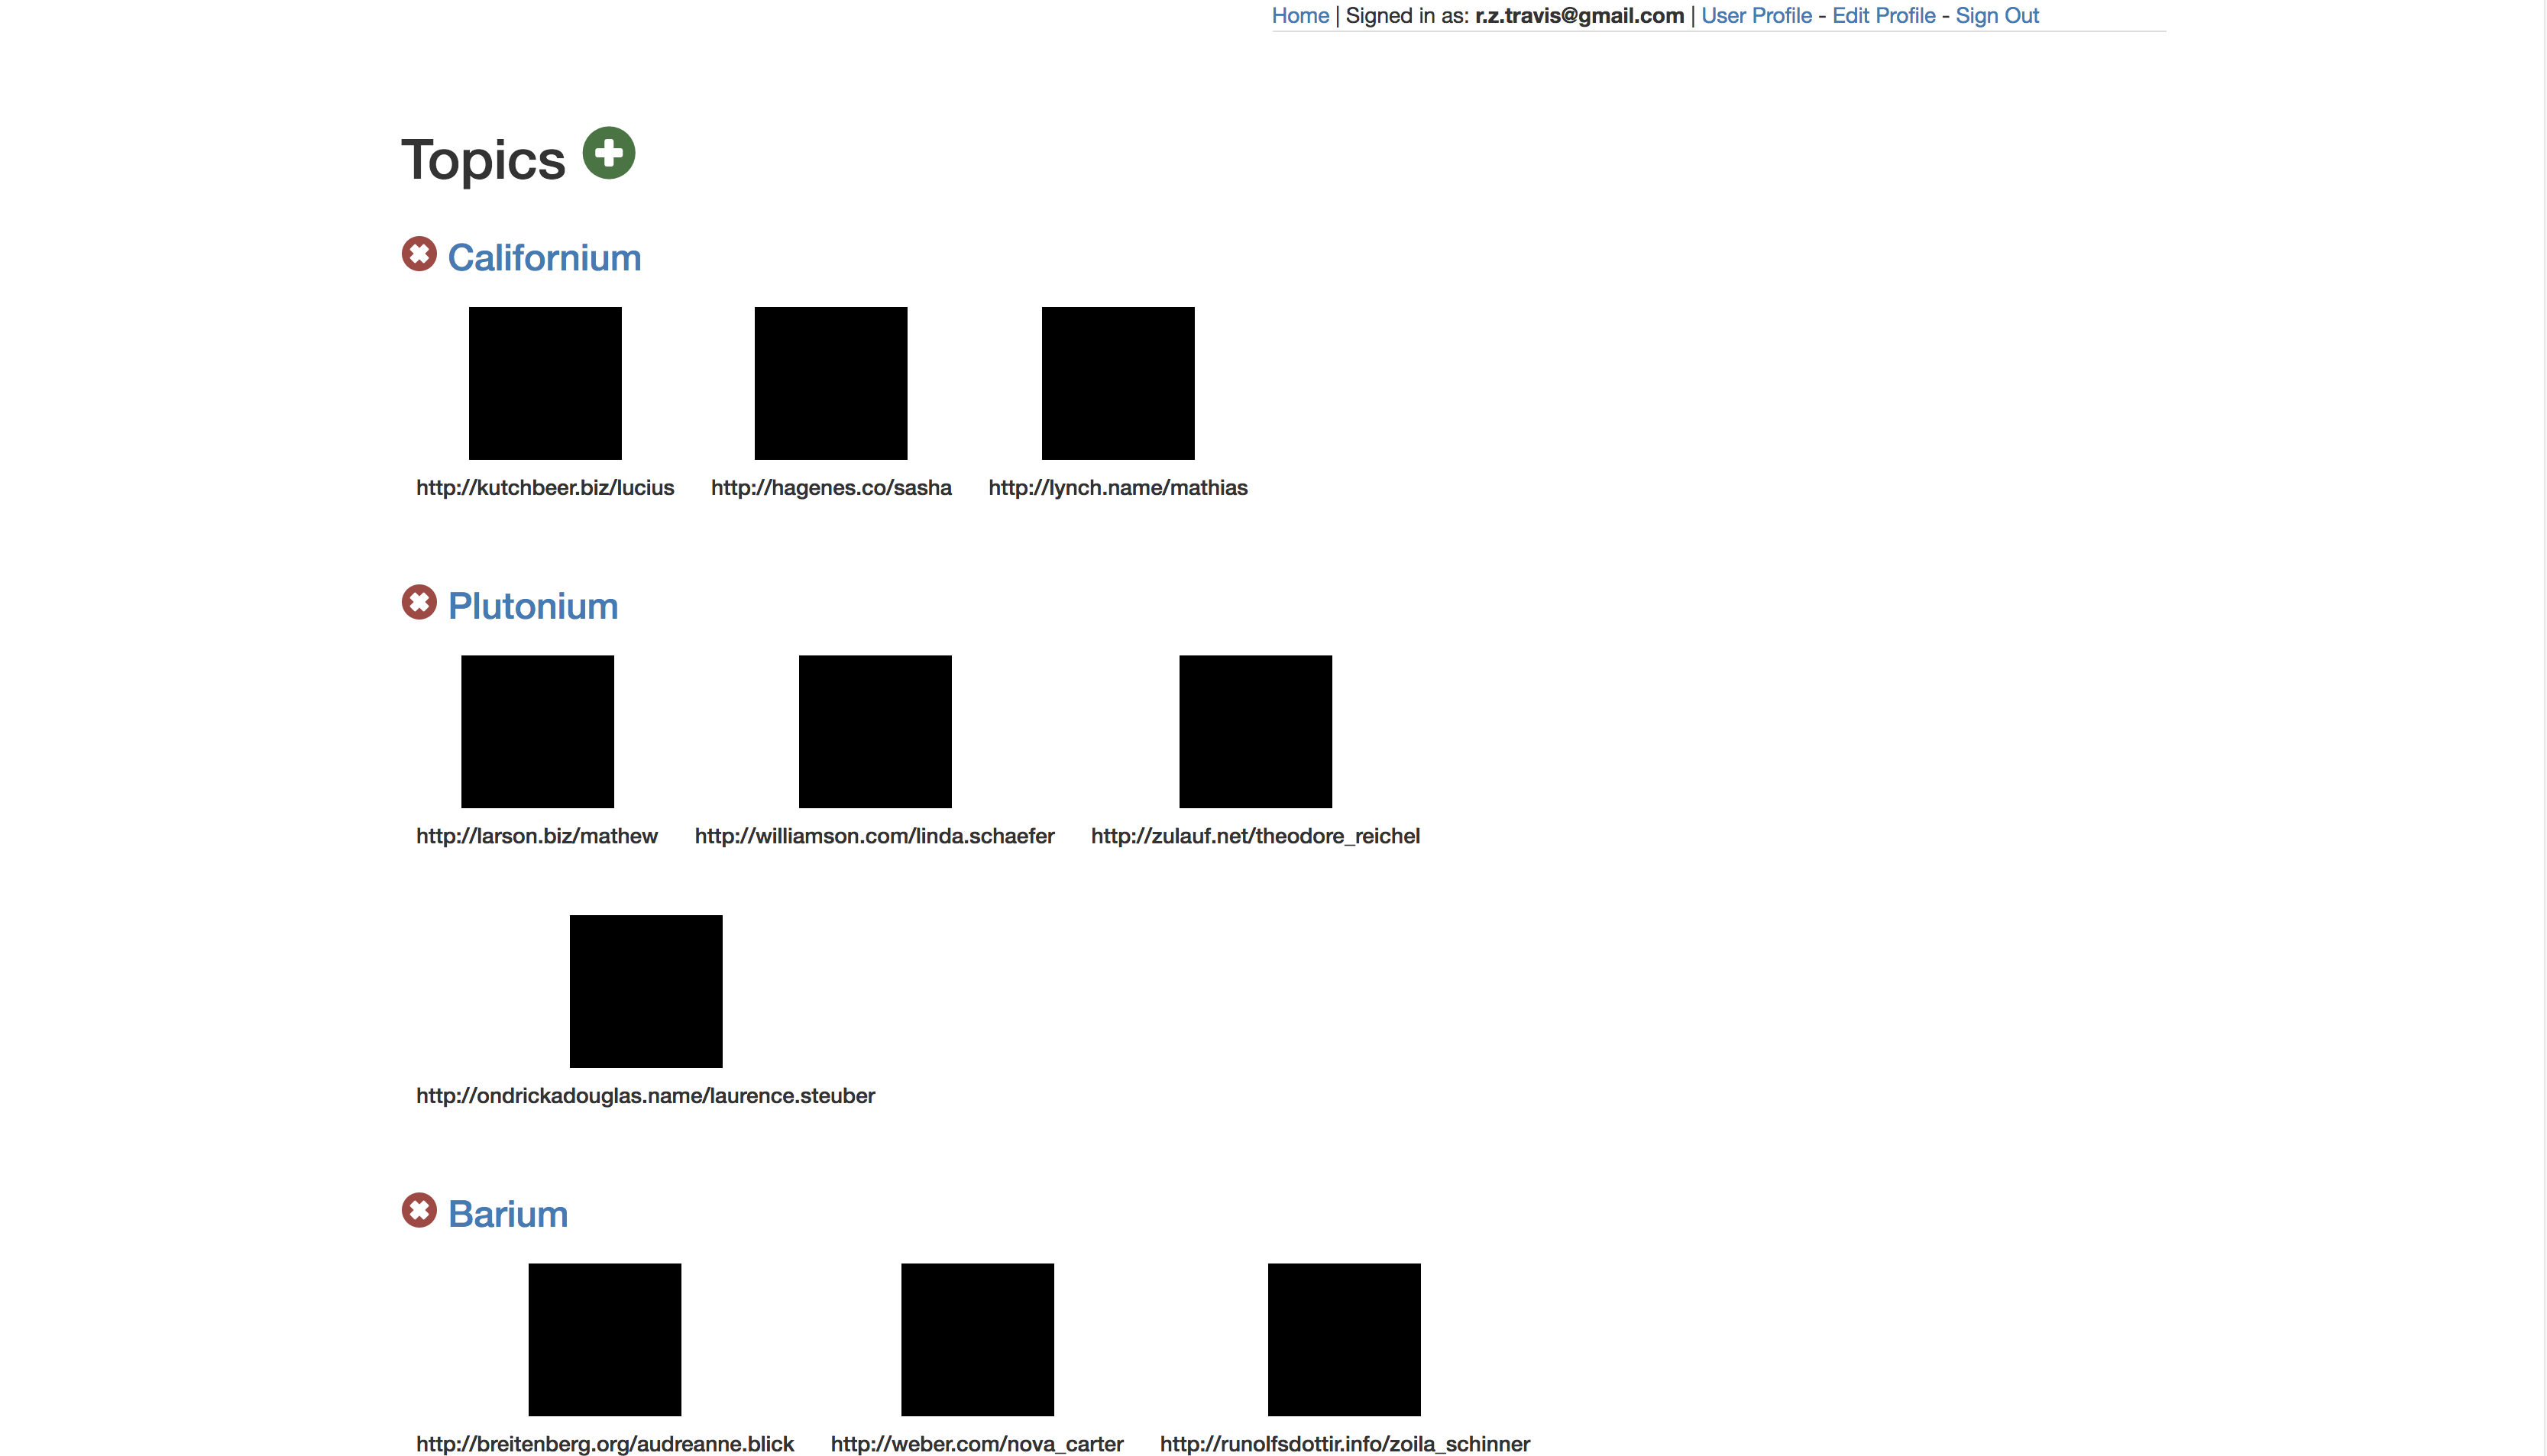 Home | Signed in as: r.z.travis@gmail.com | User Profile - Edit Profile - Sign Out
Topics
Californium
http://kutchbeer.biz/lucius http://hagenes.co/sasha http://lynch.name/mathias
Plutonium
http://larson.biz/mathew http://williamson.com/linda.schaefer http://zulauf.net/theodore_reichel
http://ondrickadouglas.name/laurence.steuber
Barium
http://breitenberg.org/audreanne.blick http://weber.com/nova_carter http://runolfsdottir.info/zoila_schinner